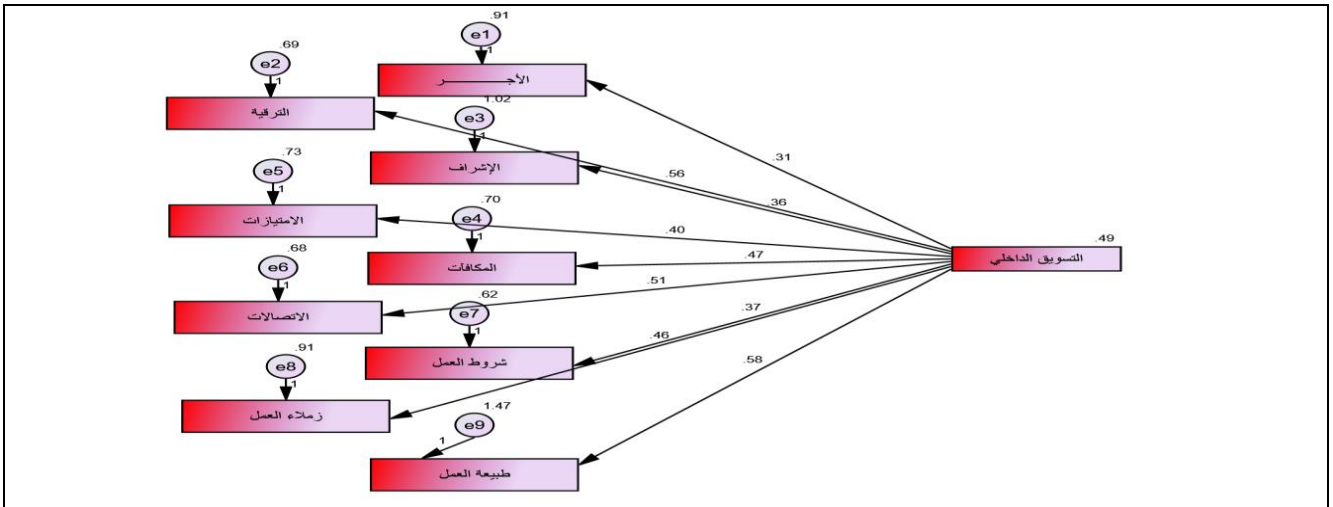 .91
e1
1
الأجـــــــــــر
.69
e2
1
الترقية
1.02
e3
1
الإشراف
.73
e5
1
الامتيازات
.70
e4
1
المكافآت
.68
e6
1
الاتصالات
.62
e7
1
شروط العمل
.91
e8
1
زملاء العمل
1.47
e9
1
طبيعة العمل
.31
.56
.36
.40
.47
.51
.37
.46
.58
.49
التسويق الداخلي